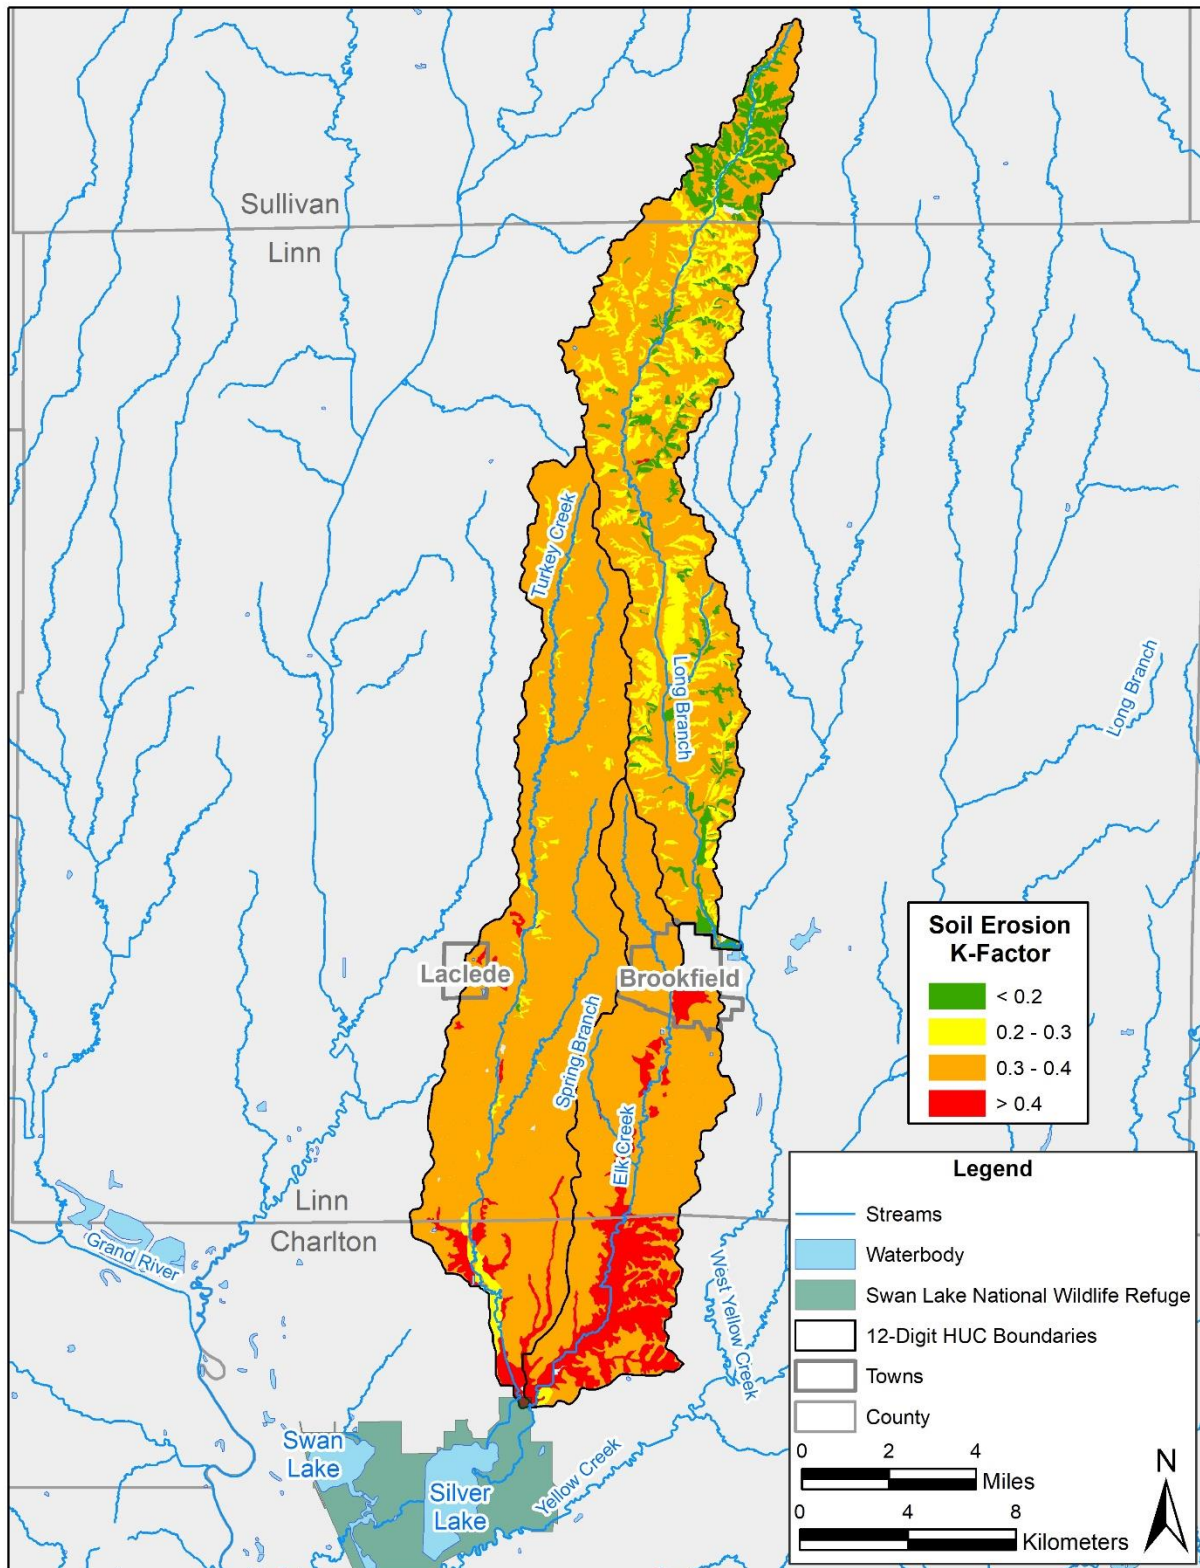 Sullivan
Linn
Turkey Creek
Long Branch
Long Branch
Laclede
Brookfield
Spring Branch
Elk Creek
Soil Erosion
K-Factor
< 0.2
0.2 - 0.3
0.3 - 0.4
> 0.4
Linn
Charlton
Grand River
West Yellow Creek
Swan
Lake
Silver
Lake
Yellow Creek
Legend
Streams
Waterbody
Swan Lake National Wildlife Refuge
12-Digit HUC Boundaries
Towns
County
0 2 4
Miles
0 4 8
Kilometers
N